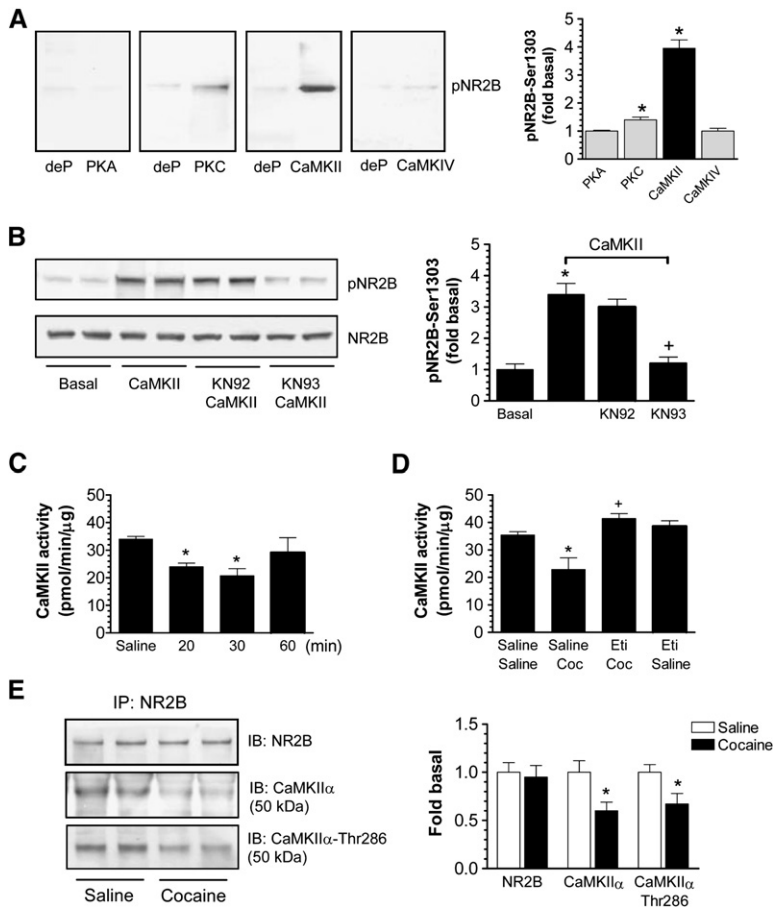 A
pNR2B
deP PKA
deP PKC
deP CaMKII
deP CaMKIV
pNR2B-Ser1303
(fold basal)
5
4
3
2
1
0
PKA
PKC
CaMKII
CaMKIV
*
*
B
pNR2B
NR2B
Basal
CaMKII
KN92
CaMKII
KN93
CaMKII
pNR2B-Ser1303
(fold basal)
5
4
3
2
1
0
CaMKII
*
+
Basal
KN92
KN93
C
CaMKII activity
(pmol/min/µg)
50
40
30
20
10
0
*
*
Saline 20 30 60 (min)
D
CaMKII activity
(pmol/min/µg)
50
40
30
20
10
0
*
+
Saline Saline Eti Eti
Saline Coc Coc Saline
E
IP: NR2B
IB: NR2B
IB: CaMKIIα
(50 kDa)
IB: CaMKIIα-Thr286
(50 kDa)
Saline
Cocaine
Fold basal
1.5
1.0
0.5
0.0
Saline
Cocaine
*
*
NR2B
CaMKIIα
CaMKIIα
Thr286